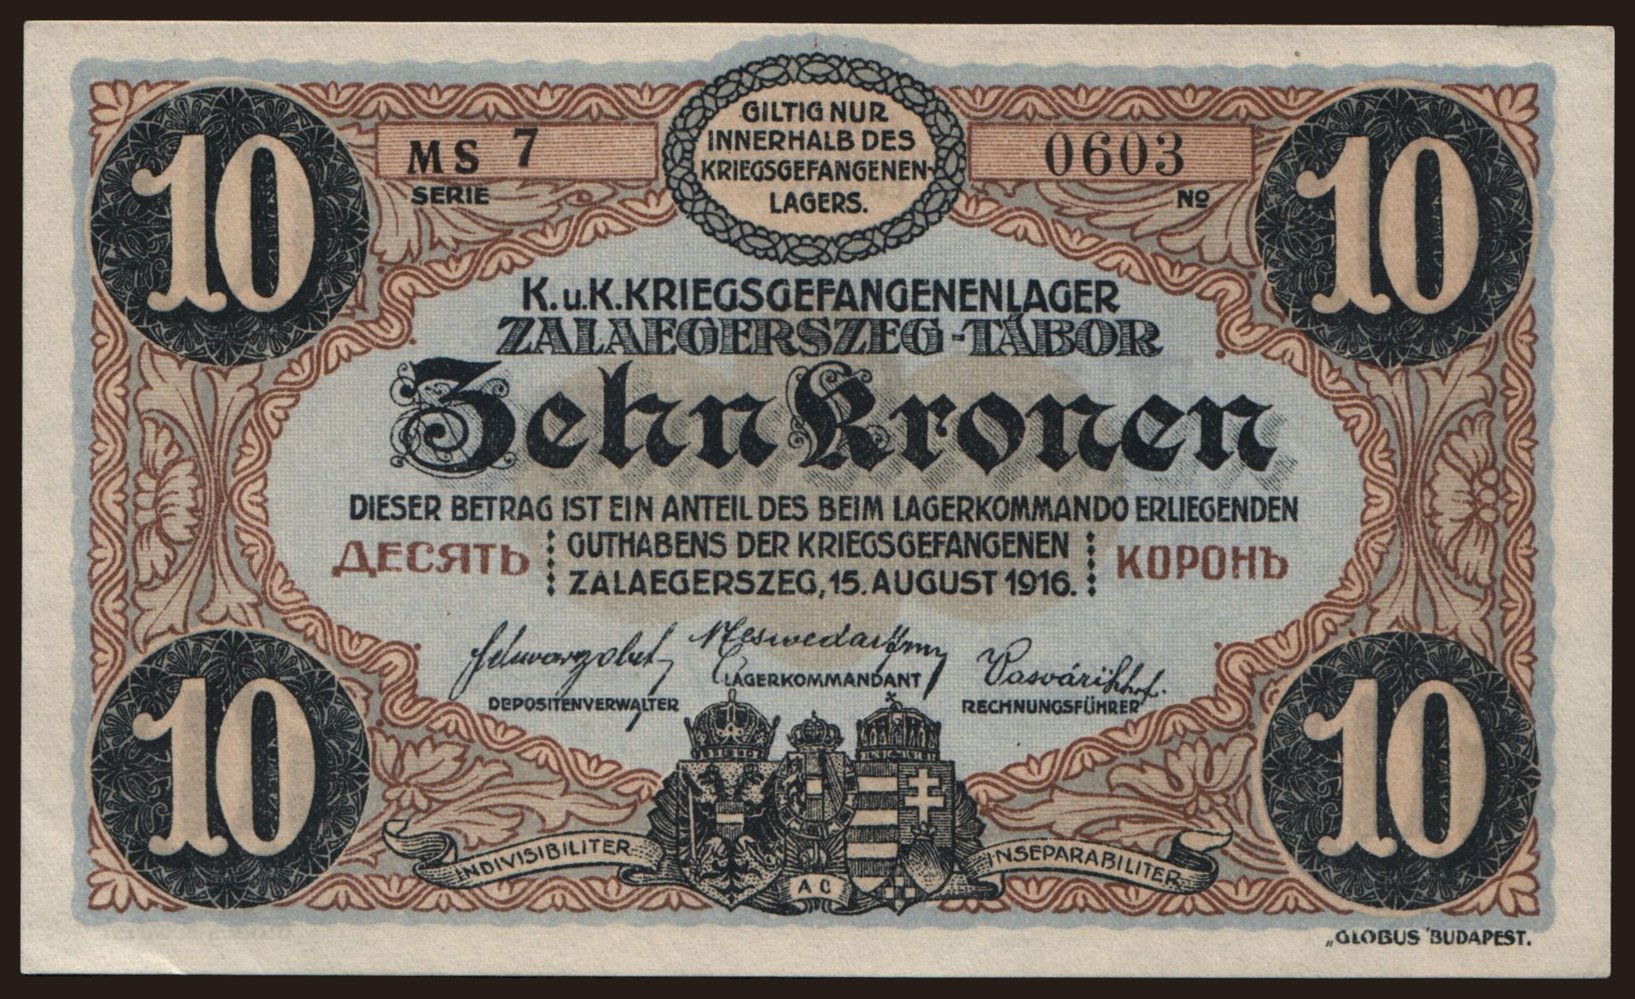 GILTIG NUR
INNERHALB DES
KRIEGSGEFANGENEN-
LAGERS.
MS 7
SERIE
0603
No
10
10
K.u.K.KRIEGSGEFANGENENLAGER
ZALAEGERSZEG-TÁBOR
Zehn Kronen
DIESER BETRAG IST EIN ANTEIL DES BEIM LAGERKOMMANDO ERLIEGENDEN
GUTHABENS DER KRIEGSGEFANGENEN
ZALAEGERSZEG, 15. AUGUST 1916.
ДЕСЯТЬ
КОРОНЬ
LAGERKOMMANDANT
DEPOSITENVERWALTER
RECHNUNGSFÜHRER
10
10
INDIVISIBILITER
AC
INSEPARABILITER
„GLOBUS" BUDAPEST.